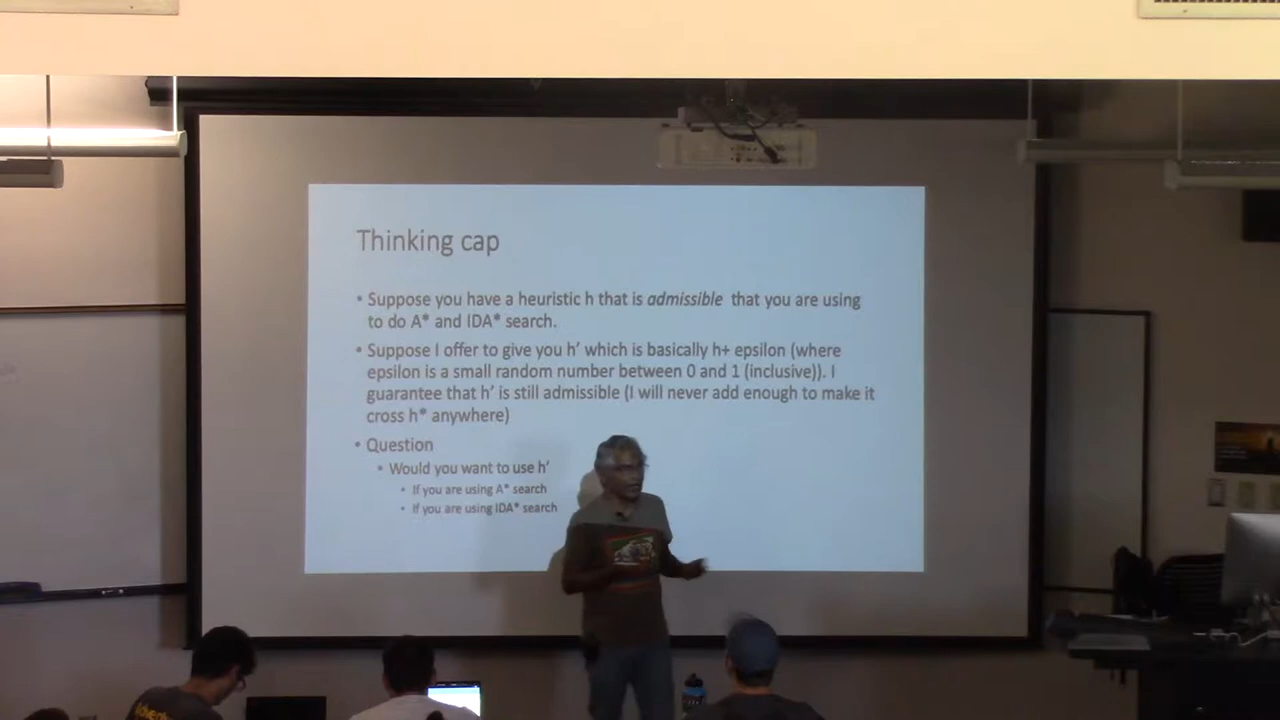 Thinking cap
• Suppose you have a heuristic h that is admissible that you are using
to do A* and IDA* search.
• Suppose I offer to give you h' which is basically h+ epsilon (where
epsilon is a small random number between 0 and 1 (inclusive)). I
guarantee that h' is still admissible (I will never add enough to make it
cross h* anywhere)
• Question
• Would you want to use h'
• If you are using A* search
• If you are using IDA* search